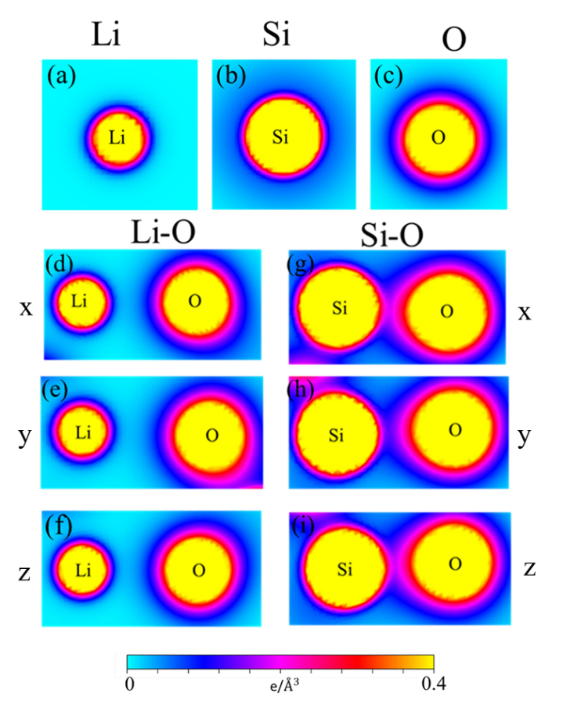 Li Si O
(a) (b) (c)
Li Si O
Li-O Si-O
(d) (g)
x Li O Si O x
(e) (h)
y Li O Si O y
(f) (i)
z Li O Si O z
0 e/Å³ 0.4